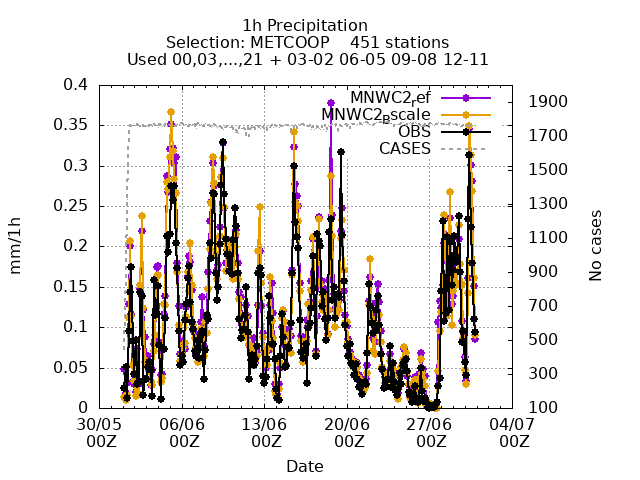 1h Precipitation
Selection: METCOOP    451 stations
Used 00,03,...,21 + 03-02 06-05 09-08 12-11
MNWC2ref
MNWC2Bscale
OBS
CASES
0.4
0.35
0.3
0.25
0.2
0.15
0.1
0.05
0
mm/1h
1900
1700
1500
1300
1100
900
700
500
300
100
No cases
30/05 06/06 13/06 20/06 27/06 04/07
00Z 00Z 00Z 00Z 00Z 00Z
Date